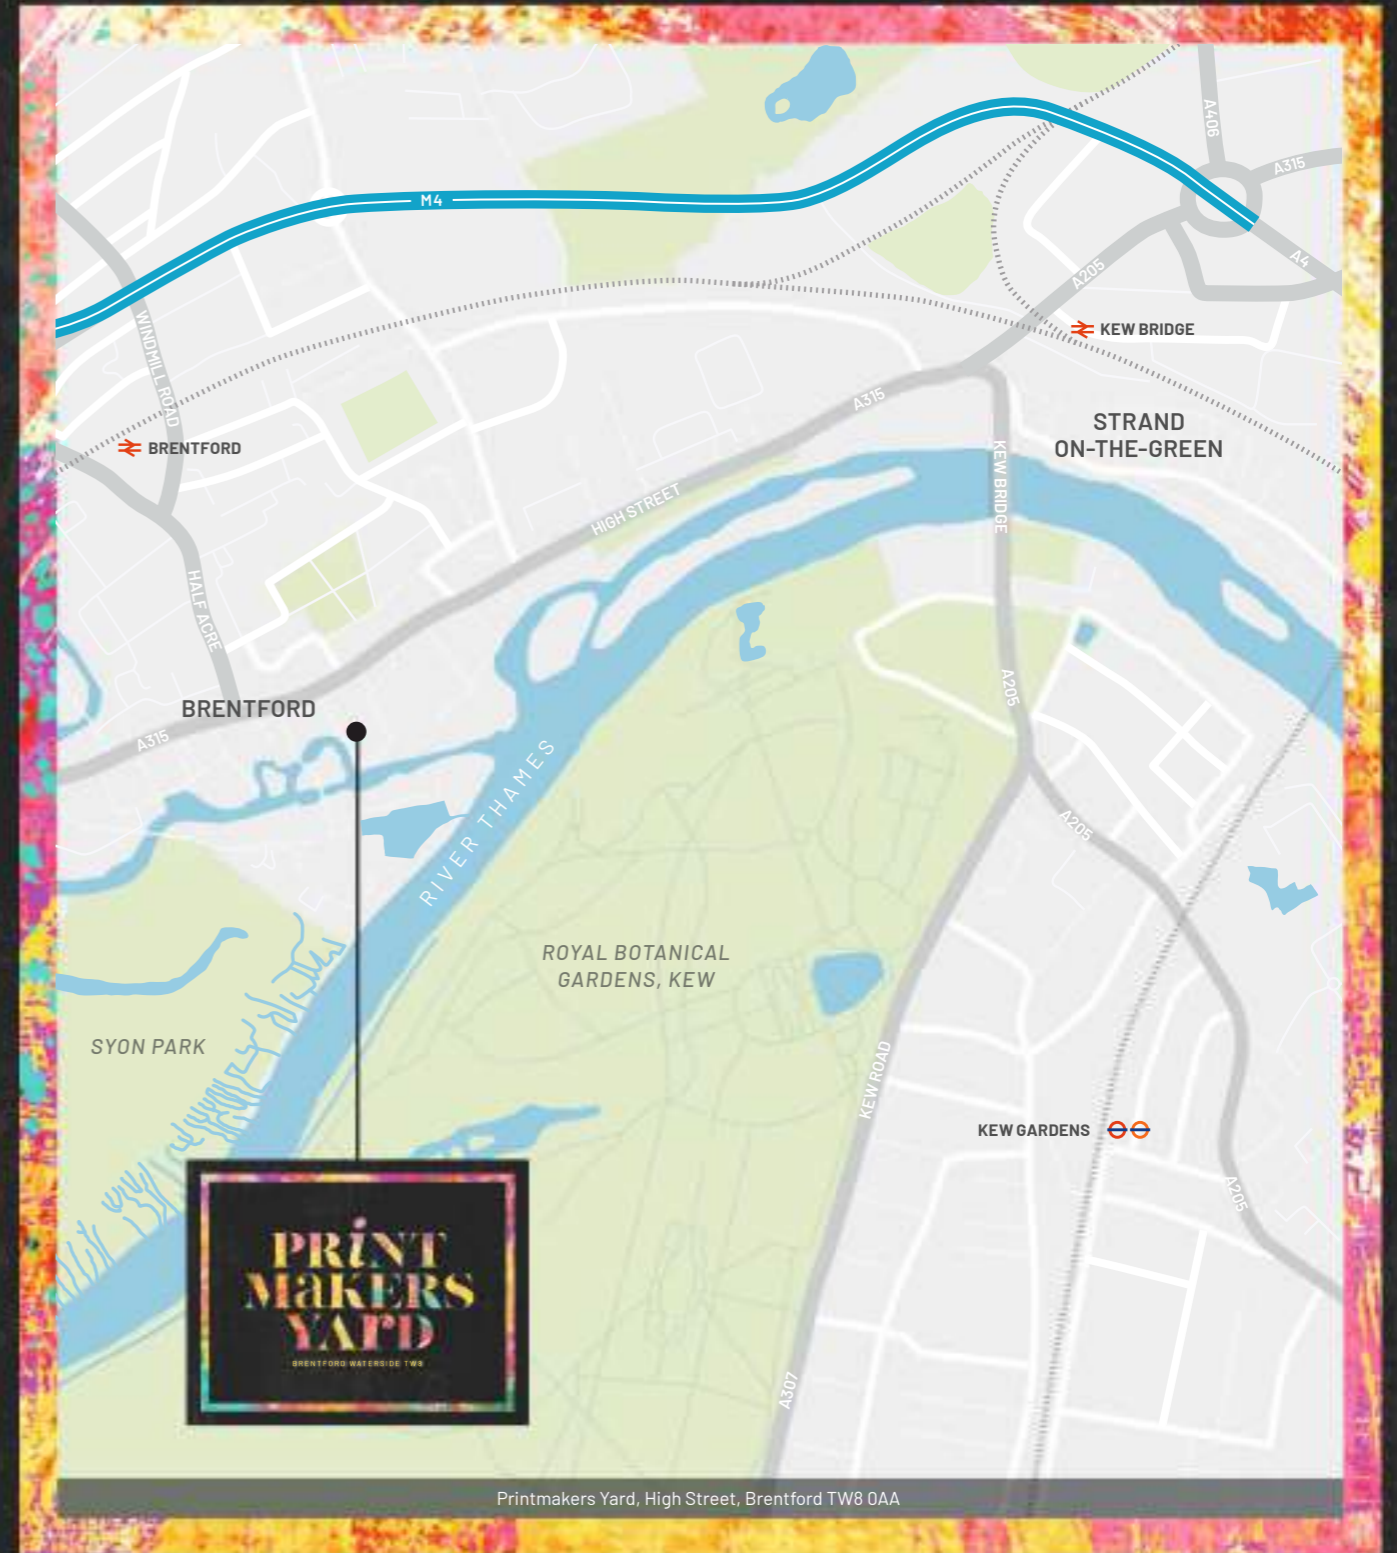 A406
A315
M4
A4
A205
WINDMILL ROAD
KEW BRIDGE
A315
STRAND
ON-THE-GREEN
BRENTFORD
KEW BRIDGE
HIGH STREET
HALF ACRE
A205
BRENTFORD
A315
RIVER THAMES
A205
ROYAL BOTANICAL
GARDENS, KEW
SYON PARK
KEW ROAD
KEW GARDENS
A205
PRiNT
MaKERS
YArD
BRENTFORD WATERSIDE TW8
A307
Printmakers Yard, High Street, Brentford TW8 0AA